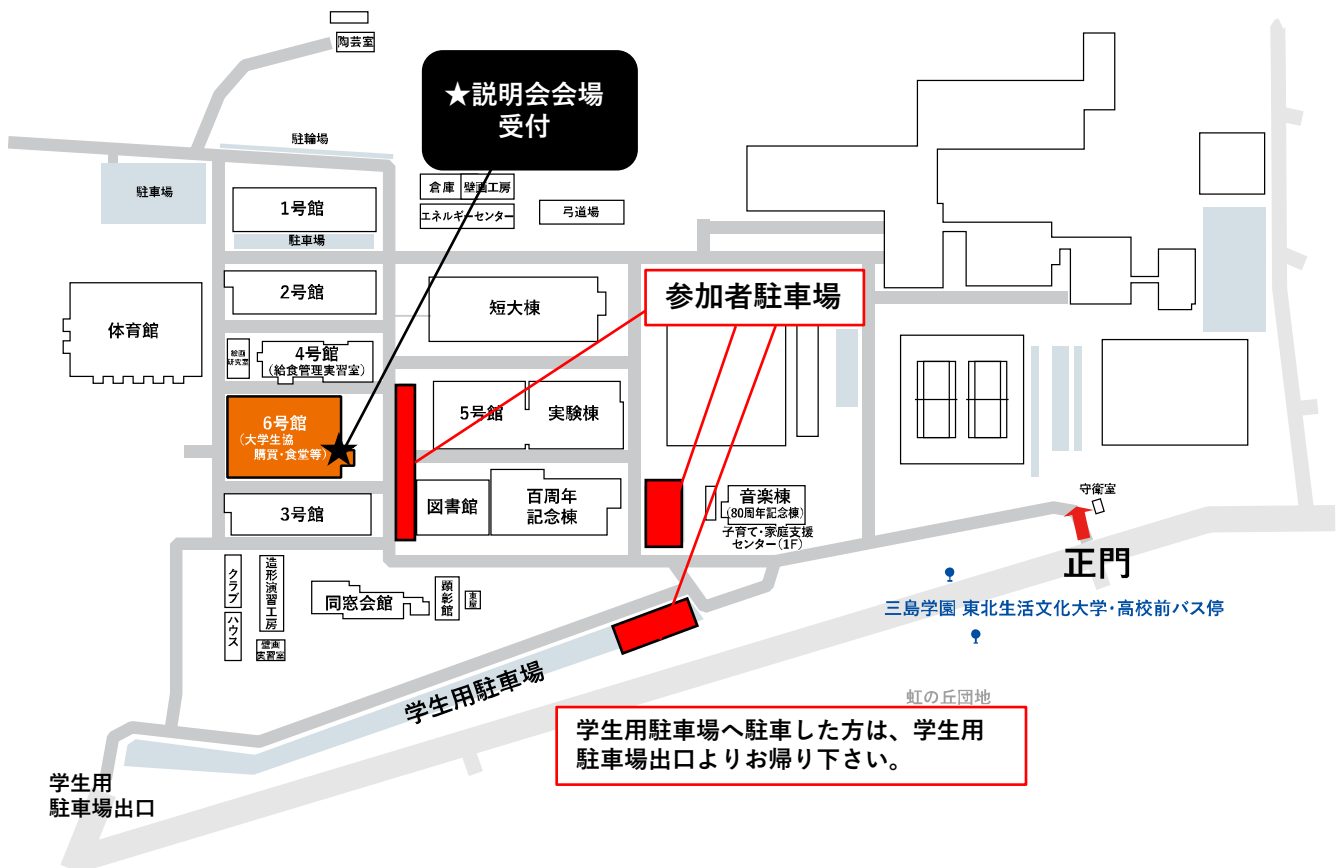 陶芸室
★説明会会場
受付
駐輪場
駐車場
1号館
駐車場
倉庫
壁画工房
エネルギーセンター
弓道場
2号館
短大棟
参加者駐車場
体育館
絵画
研究室
4号館
(給食管理実習室)
6号館
(大学生協
購買・食堂等)
5号館
実験棟
3号館
図書館
百周年
記念棟
音楽棟
(80周年記念棟)
子育て・家庭支援
センター(1F)
守衛室
正門
クラブ
ハウス
造形演習工房
壁画
実習室
同窓会館
顕彰館
東屋
三島学園 東北生活文化大学・高校前バス停
学生用駐車場
虹の丘団地
学生用駐車場へ駐車した方は、学生用
駐車場出口よりお帰り下さい。
学生用
駐車場出口